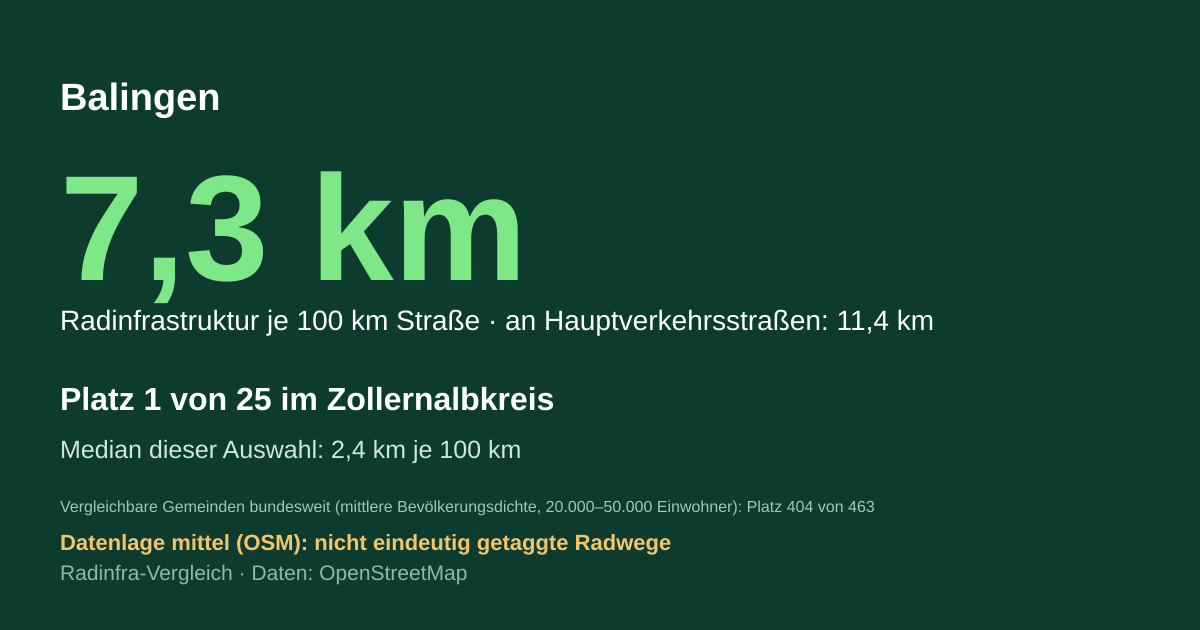 Balingen
7,3 km
Radinfrastruktur je 100 km Straße · an Hauptverkehrsstraßen: 11,4 km
Platz 1 von 25 im Zollernalbkreis
Median dieser Auswahl: 2,4 km je 100 km
Vergleichbare Gemeinden bundesweit (mittlere Bevölkerungsdichte, 20.000–50.000 Einwohner): Platz 404 von 463
Datenlage mittel (OSM): nicht eindeutig getaggte Radwege
Radinfra-Vergleich · Daten: OpenStreetMap